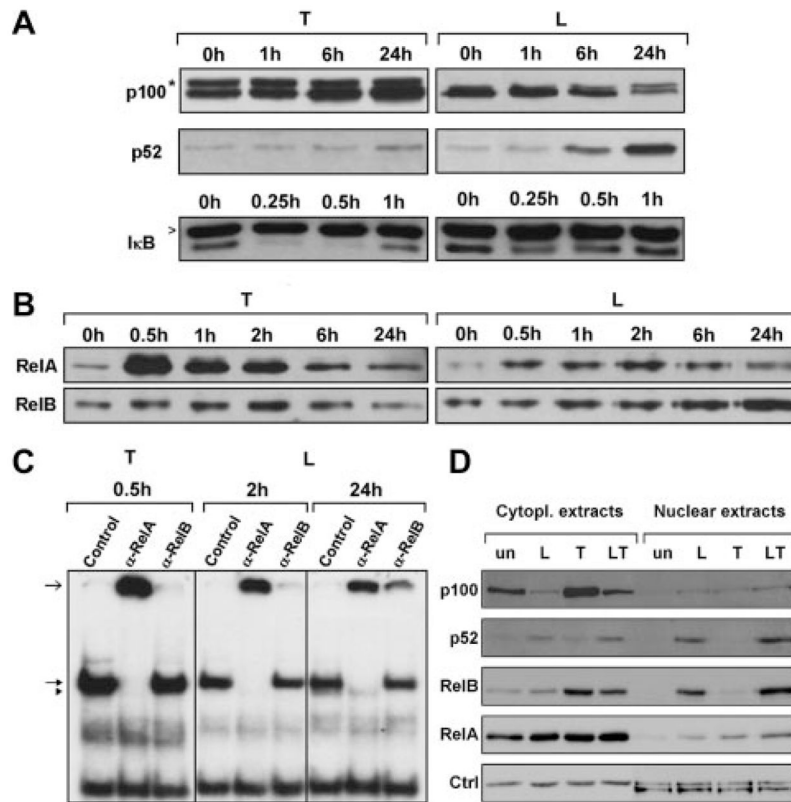 A
T L
0h 1h 6h 24h 0h 1h 6h 24h
p100 *
p52
0h 0.25h 0.5h 1h 0h 0.25h 0.5h 1h
>
IκB
B
T L
0h 0.5h 1h 2h 6h 24h 0h 0.5h 1h 2h 6h 24h
RelA
RelB
C
T L
0.5h 2h 24h
Control α-RelA α-RelB Control α-RelA α-RelB Control α-RelA α-RelB
D
Cytopl. extracts Nuclear extracts
un L T LT un L T LT
p100
p52
RelB
RelA
Ctrl